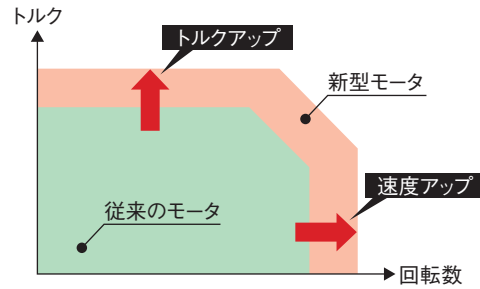 トルク
トルクアップ
新型モータ
速度アップ
従来のモータ
回転数